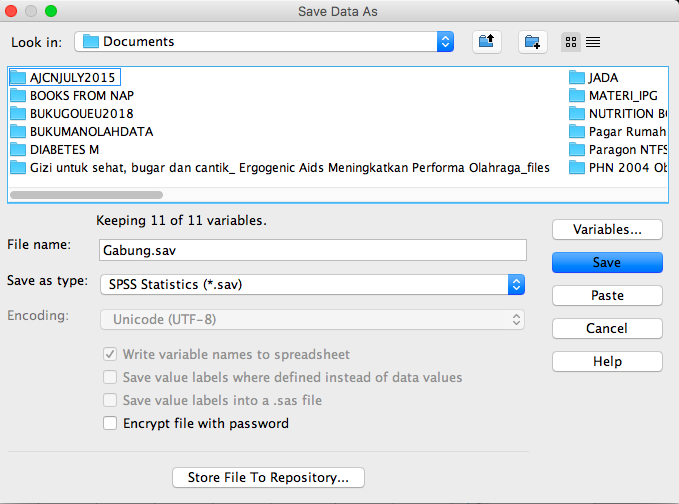 Save Data As
Look in: Documents
AJCNJULY2015
BOOKS FROM NAP
BUKUGOUEU2018
BUKUMANOLAHDATA
DIABETES M
Gizi untuk sehat, bugar dan cantik_ Ergogenic Aids Meningkatkan Performa Olahraga_files
JADA
MATERI_IPG
NUTRITION BO
Pagar Rumah
Paragon NTFS
PHN 2004 Ob
Keeping 11 of 11 variables.
File name: Gabung.sav
Save as type: SPSS Statistics (*.sav)
Encoding: Unicode (UTF-8)
Write variable names to spreadsheet
Save value labels where defined instead of data values
Save value labels into a .sas file
Encrypt file with password
Variables...
Save
Paste
Cancel
Help
Store File To Repository...